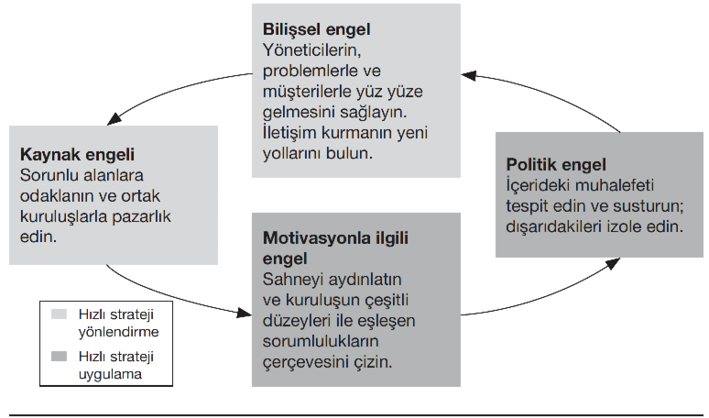 Bilişsel engel
Yöneticilerin,
problemlerle ve
müşterilerle yüz yüze
gelmesini sağlayın.
İletişim kurmanın yeni
yollarını bulun.
Kaynak engeli
Sorunlu alanlara
odaklanın ve ortak
kuruluşlarla pazarlık
edin.
Politik engel
İçerideki muhalefeti
tespit edin ve susturun;
dışarıdakileri izole edin.
Motivasyonla ilgili
engel
Sahneyi aydınlatın
ve kuruluşun çeşitli
düzeyleri ile eşleşen
sorumlulukların
çerçevesini çizin.
Hızlı strateji
yönlendirme
Hızlı strateji
uygulama